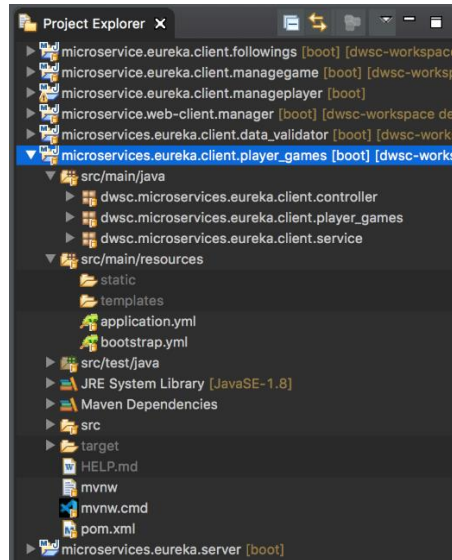 Project Explorer
microservice.eureka.client.followings [boot] [dwsc-workspace
microservice.eureka.client.managegame [boot] [dwsc-worksp
microservice.eureka.client.manageplayer [boot]
microservice.web-client.manager [boot] [dwsc-workspace de
microservices.eureka.client.data_validator [boot] [dwsc-work
microservices.eureka.client.player_games [boot] [dwsc-works
src/main/java
dwsc.microservices.eureka.client.controller
dwsc.microservices.eureka.client.player_games
dwsc.microservices.eureka.client.service
src/main/resources
static
templates
application.yml
bootstrap.yml
src/test/java
JRE System Library [JavaSE-1.8]
Maven Dependencies
src
target
HELP.md
mvnw
mvnw.cmd
pom.xml
microservices.eureka.server [boot]